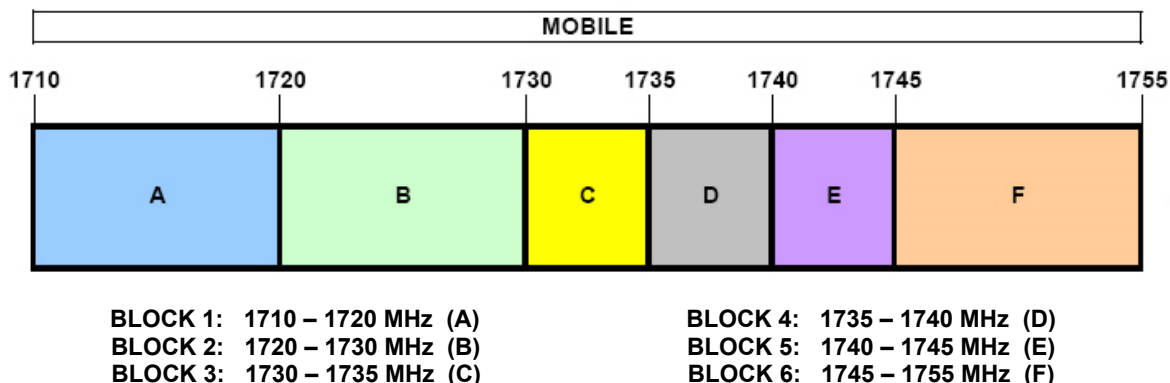 MOBILE
1710 1720 1730 1735 1740 1745 1755
A B C D E F
BLOCK 1: 1710 – 1720 MHz (A)
BLOCK 2: 1720 – 1730 MHz (B)
BLOCK 3: 1730 – 1735 MHz (C)
BLOCK 4: 1735 – 1740 MHz (D)
BLOCK 5: 1740 – 1745 MHz (E)
BLOCK 6: 1745 – 1755 MHz (F)